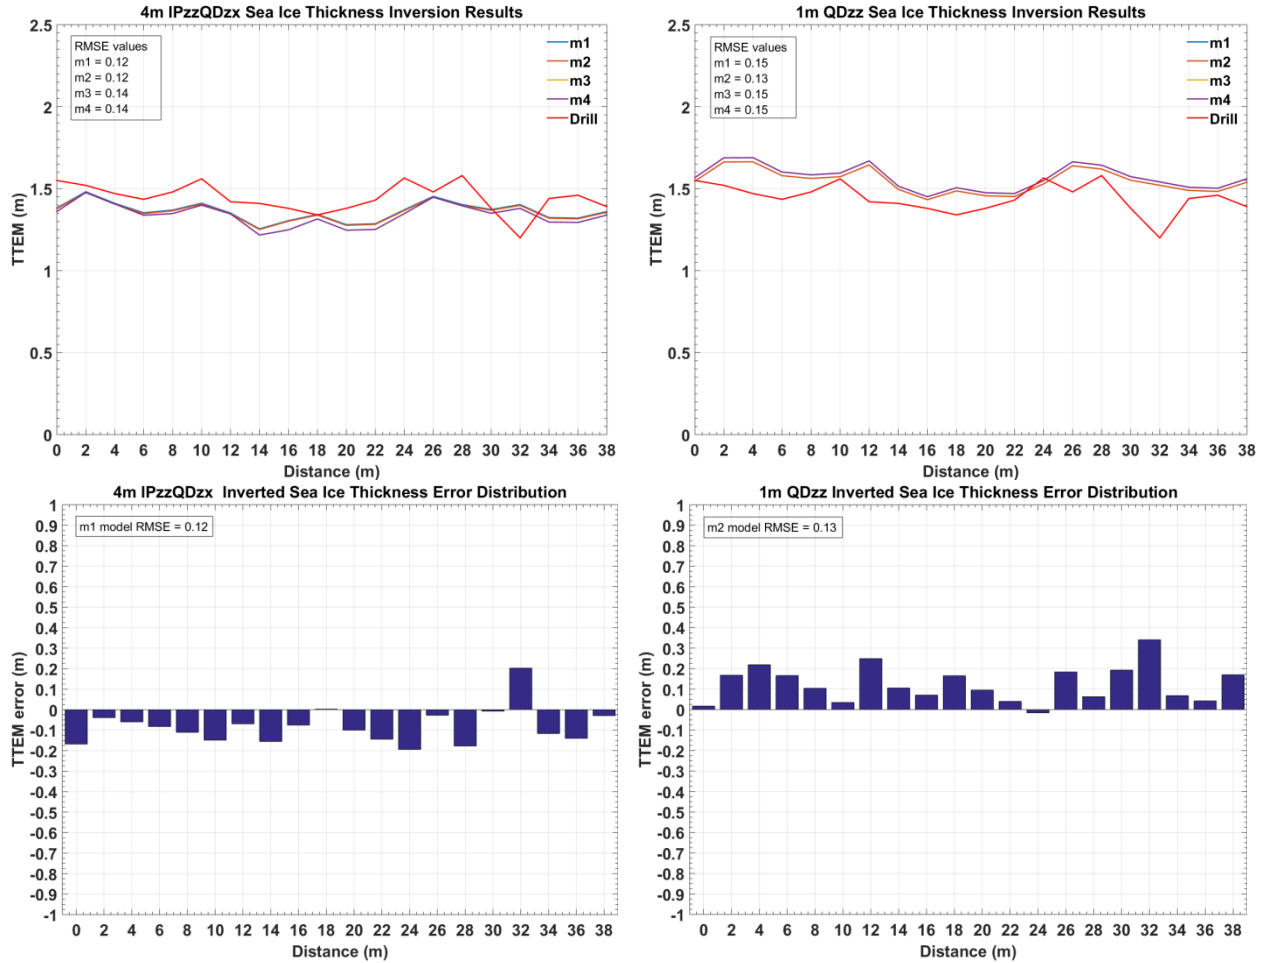 4m IPzzQDzx Sea Ice Thickness Inversion Results
2.5
2
1.5
1
0.5
0
TTEM (m)
RMSE values
m1 = 0.12
m2 = 0.12
m3 = 0.14
m4 = 0.14
m1
m2
m3
m4
Drill
0 2 4 6 8 10 12 14 16 18 20 22 24 26 28 30 32 34 36 38
Distance (m)
1m QDzz Sea Ice Thickness Inversion Results
2.5
2
1.5
1
0.5
0
TTEM (m)
RMSE values
m1 = 0.15
m2 = 0.13
m3 = 0.15
m4 = 0.15
m1
m2
m3
m4
Drill
0 2 4 6 8 10 12 14 16 18 20 22 24 26 28 30 32 34 36 38
Distance (m)
4m IPzzQDzx Inverted Sea Ice Thickness Error Distribution
1
0.9
0.8
0.7
0.6
0.5
0.4
0.3
0.2
0.1
0
-0.1
-0.2
-0.3
-0.4
-0.5
-0.6
-0.7
-0.8
-0.9
-1
TTEM error (m)
m1 model RMSE = 0.12
0 2 4 6 8 10 12 14 16 18 20 22 24 26 28 30 32 34 36 38
Distance (m)
1m QDzz Inverted Sea Ice Thickness Error Distribution
1
0.9
0.8
0.7
0.6
0.5
0.4
0.3
0.2
0.1
0
-0.1
-0.2
-0.3
-0.4
-0.5
-0.6
-0.7
-0.8
-0.9
-1
TTEM error (m)
m2 model RMSE = 0.13
0 2 4 6 8 10 12 14 16 18 20 22 24 26 28 30 32 34 36 38
Distance (m)